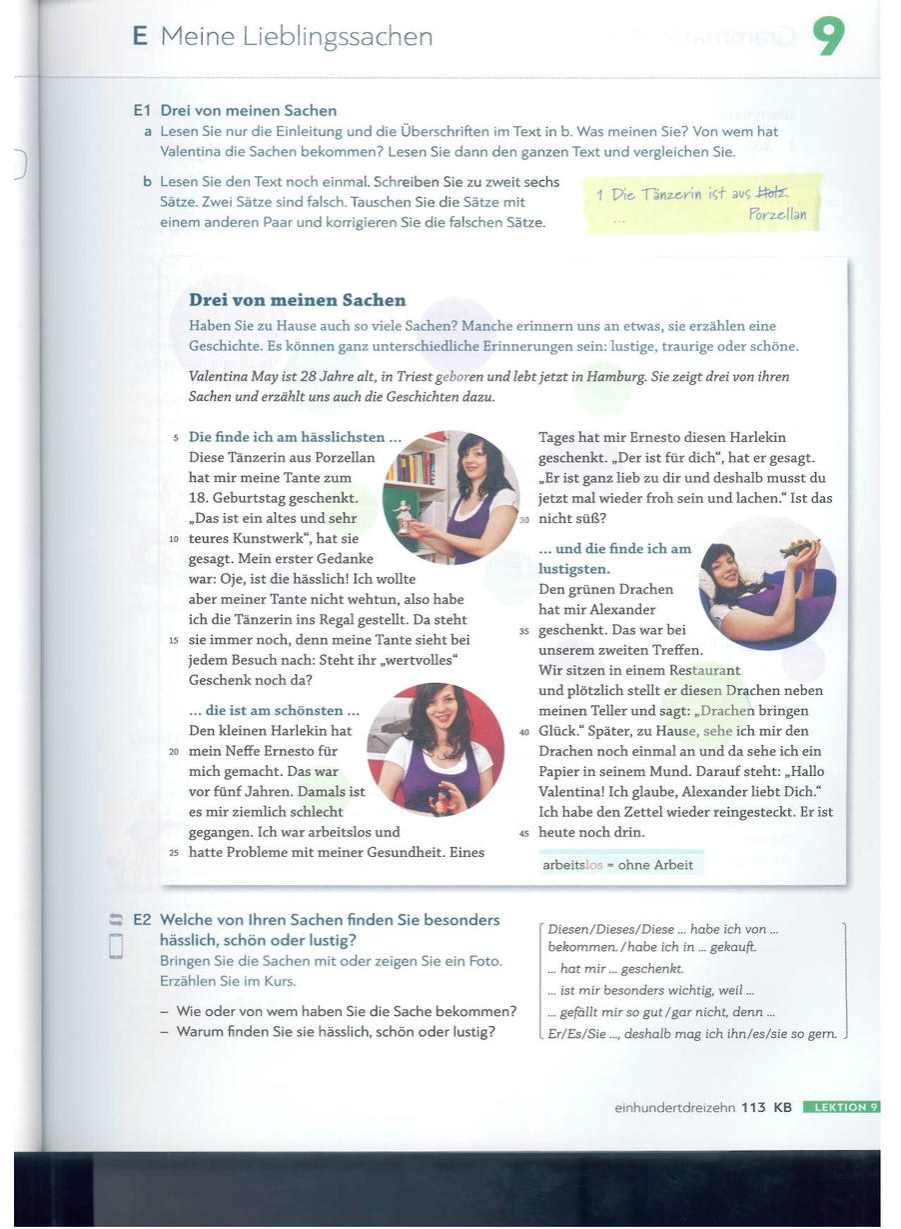 E Meine Lieblingssachen
9
E1 Drei von meinen Sachen
a Lesen Sie nur die Einleitung und die Überschriften im Text in b. Was meinen Sie? Von wem hat
Valentina die Sachen bekommen? Lesen Sie dann den ganzen Text und vergleichen Sie.
b Lesen Sie den Text noch einmal. Schreiben Sie zu zweit sechs
Sätze. Zwei Sätze sind falsch. Tauschen Sie die Sätze mit
einem anderen Paar und korrigieren Sie die falschen Sätze.
1 Die Tänzerin ist aus Holz.
... Porzellan
Drei von meinen Sachen
Haben Sie zu Hause auch so viele Sachen? Manche erinnern uns an etwas, sie erzählen eine
Geschichte. Es können ganz unterschiedliche Erinnerungen sein: lustige, traurige oder schöne.
Valentina May ist 28 Jahre alt, in Triest geboren und lebt jetzt in Hamburg. Sie zeigt drei von ihren
Sachen und erzählt uns auch die Geschichten dazu.
5 Die finde ich am hässlichsten ...
Diese Tänzerin aus Porzellan
hat mir meine Tante zum
18. Geburtstag geschenkt.
„Das ist ein altes und sehr
10 teures Kunstwerk“, hat sie
gesagt. Mein erster Gedanke
war: Oje, ist die hässlich! Ich wollte
aber meiner Tante nicht wehtun, also habe
ich die Tänzerin ins Regal gestellt. Da steht
15 sie immer noch, denn meine Tante sieht bei
jedem Besuch nach: Steht ihr „wertvolles“
Geschenk noch da?
... die ist am schönsten ...
Den kleinen Harlekin hat
20 mein Neffe Ernesto für
mich gemacht. Das war
vor fünf Jahren. Damals ist
es mir ziemlich schlecht
gegangen. Ich war arbeitslos und
25 hatte Probleme mit meiner Gesundheit. Eines
Tages hat mir Ernesto diesen Harlekin
geschenkt. „Der ist für dich“, hat er gesagt.
„Er ist ganz lieb zu dir und deshalb musst du
jetzt mal wieder froh sein und lachen.“ Ist das
30 nicht süß?
... und die finde ich am
lustigsten.
Den grünen Drachen
hat mir Alexander
35 geschenkt. Das war bei
unserem zweiten Treffen.
Wir sitzen in einem Restaurant
und plötzlich stellt er diesen Drachen neben
meinen Teller und sagt: „Drachen bringen
40 Glück.“ Später, zu Hause, sehe ich mir den
Drachen noch einmal an und da sehe ich ein
Papier in seinem Mund. Darauf steht: „Hallo
Valentina! Ich glaube, Alexander liebt Dich.“
Ich habe den Zettel wieder reingesteckt. Er ist
45 heute noch drin.
arbeitslos = ohne Arbeit
E2 Welche von Ihren Sachen finden Sie besonders
hässlich, schön oder lustig?
Bringen Sie die Sachen mit oder zeigen Sie ein Foto.
Erzählen Sie im Kurs.
– Wie oder von wem haben Sie die Sache bekommen?
– Warum finden Sie sie hässlich, schön oder lustig?
Diesen/Dieses/Diese ... habe ich von ...
bekommen./habe ich in ... gekauft.
... hat mir ... geschenkt.
... ist mir besonders wichtig, weil ...
... gefällt mir so gut/gar nicht, denn ...
Er/Es/Sie ..., deshalb mag ich ihn/es/sie so gern.
einhundertdreizehn 113 KB LEKTION 9